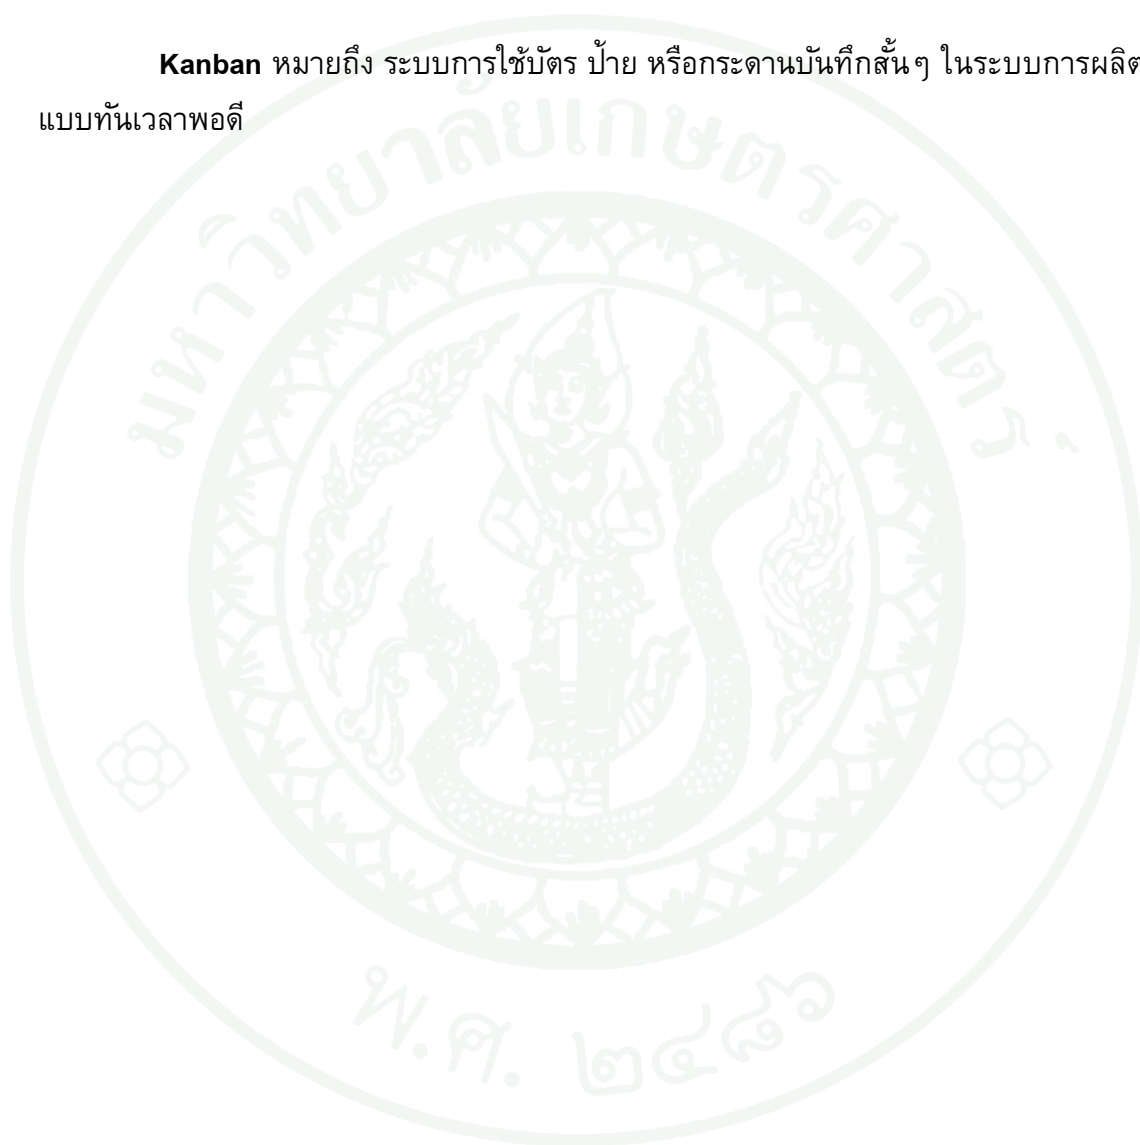 Kanban หมายถึง ระบบการใช้บัตร ป้าย หรือกระดานบันทึกสั้นๆ ในระบบการผลิต
แบบทันเวลาพอดี
มหาวิทยาลัยเกษตรศาสตร์
พ.ศ. ๒๔๘๖